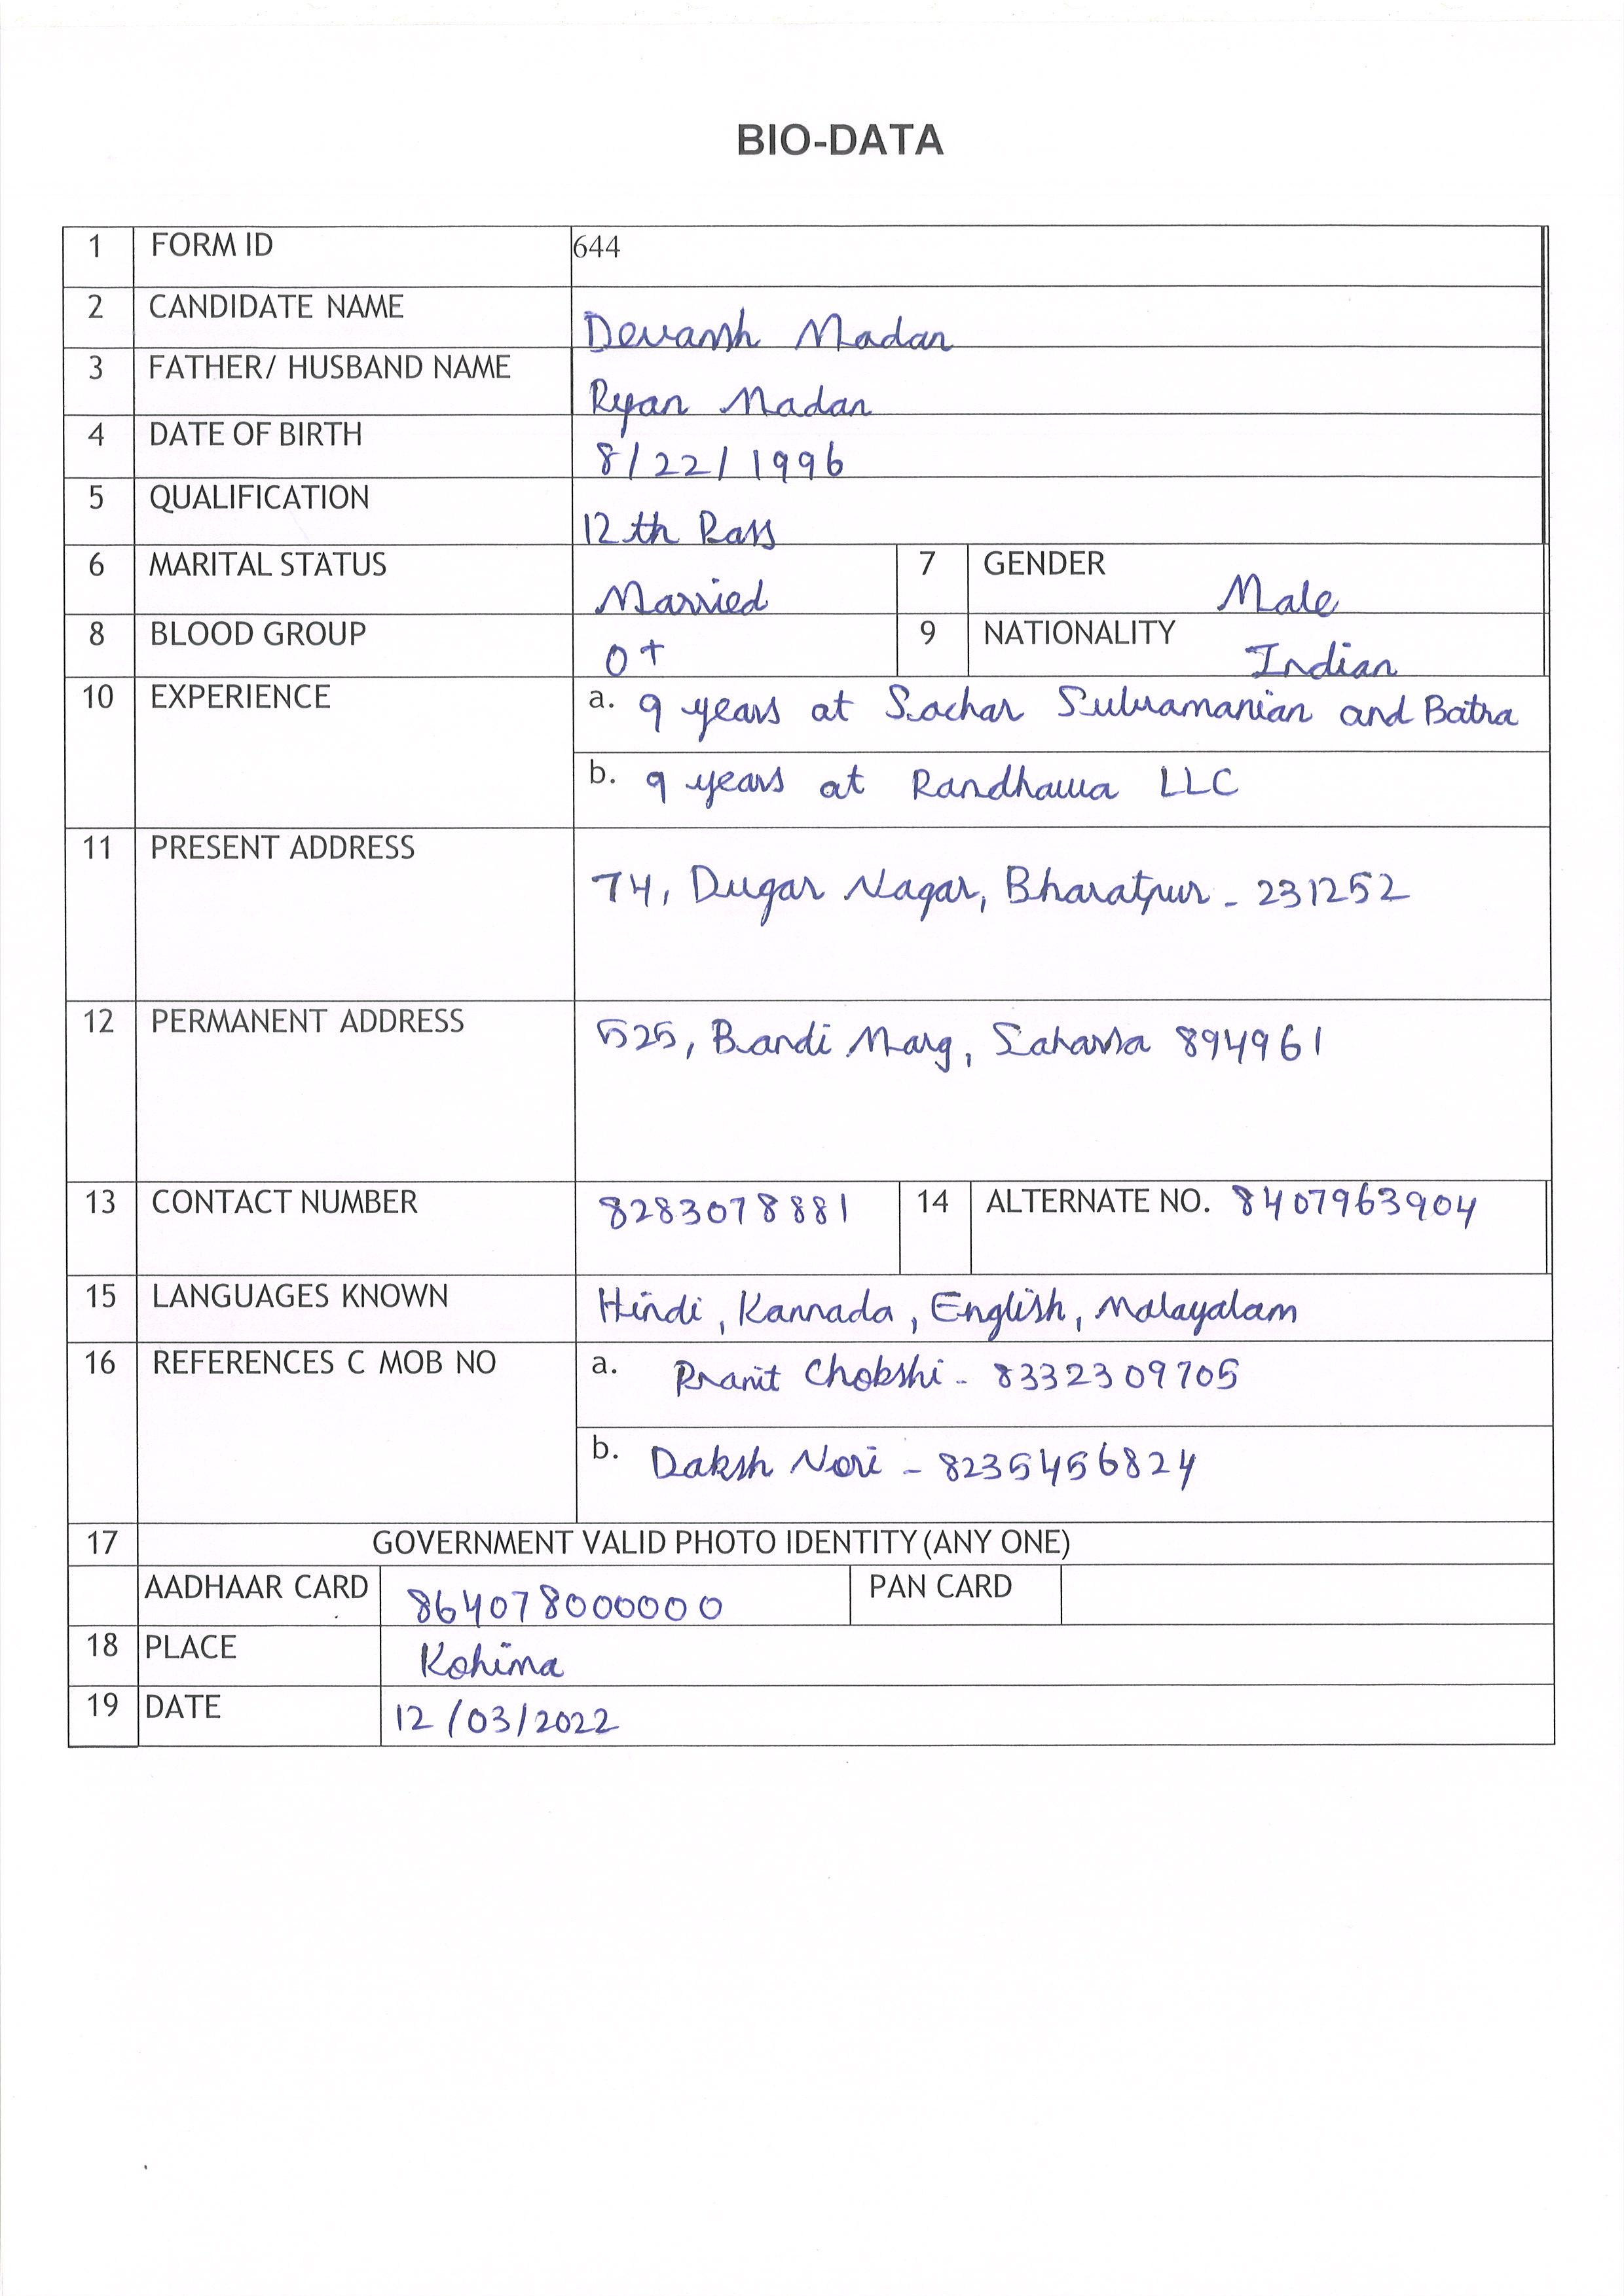 BIO-DATA
1 FORM ID 644
2 CANDIDATE NAME Devansh Madan
3 FATHER/ HUSBAND NAME Ryan Madan
4 DATE OF BIRTH 8/22/1996
5 QUALIFICATION 12th Pass
6 MARITAL STATUS Married 7 GENDER Male
8 BLOOD GROUP O+ 9 NATIONALITY Indian
10 EXPERIENCE a. 9 years at Sachar Subramanian and Batra
b. 9 years at Randhawa LLC
11 PRESENT ADDRESS 74, Dugar Nagar, Bharatpur - 231252
12 PERMANENT ADDRESS 525, Bandi Marg, Saharsa 894961
13 CONTACT NUMBER 8283078881 14 ALTERNATE NO. 8407963904
15 LANGUAGES KNOWN Hindi, Kannada, English, Malayalam
16 REFERENCES C MOB NO a. Pranit Chokshi - 8332309705
b. Daksh Nori - 8235456824
17 GOVERNMENT VALID PHOTO IDENTITY (ANY ONE)
AADHAAR CARD 864078000000 PAN CARD
18 PLACE Kohima
19 DATE 12/03/2022